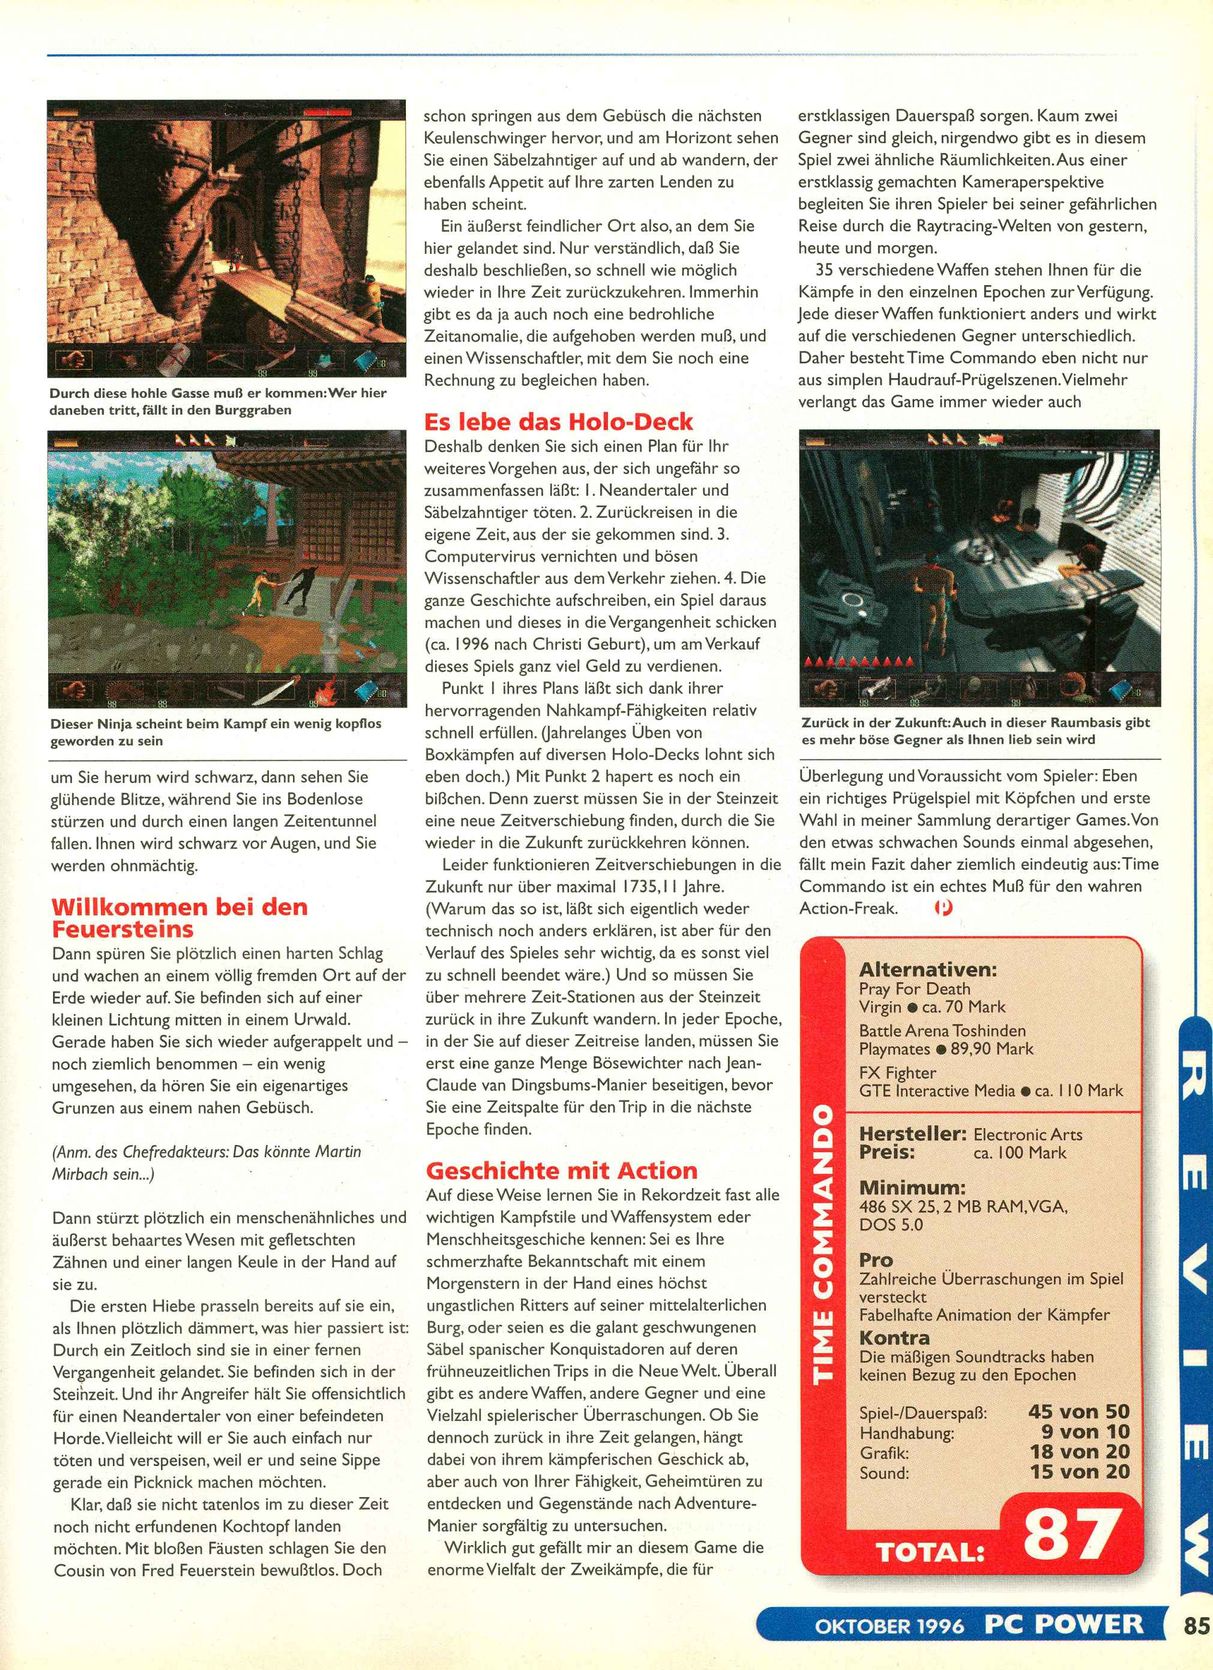 Durch diese hohle Gasse muß er kommen: Wer hier
daneben tritt, fällt in den Burggraben
Dieser Ninja scheint beim Kampf ein wenig kopflos
geworden zu sein
um Sie herum wird schwarz, dann sehen Sie
glühende Blitze, während Sie ins Bodenlose
stürzen und durch einen langen Zeitentunnel
fallen. Ihnen wird schwarz vor Augen, und Sie
werden ohnmächtig.
Willkommen bei den
Feuersteins
Dann spüren Sie plötzlich einen harten Schlag
und wachen an einem völlig fremden Ort auf der
Erde wieder auf. Sie befinden sich auf einer
kleinen Lichtung mitten in einem Urwald.
Gerade haben Sie sich wieder aufgerappelt und –
noch ziemlich benommen – ein wenig
umgesehen, da hören Sie ein eigenartiges
Grunzen aus einem nahen Gebüsch.
(Anm. des Chefredakteurs: Das könnte Martin
Mirbach sein...)
Dann stürzt plötzlich ein menschenähnliches und
äußerst behaartes Wesen mit gefletschten
Zähnen und einer langen Keule in der Hand auf
sie zu.
Die ersten Hiebe prasseln bereits auf sie ein,
als Ihnen plötzlich dämmert, was hier passiert ist:
Durch ein Zeitloch sind sie in einer fernen
Vergangenheit gelandet. Sie befinden sich in der
Steinzeit. Und ihr Angreifer hält Sie offensichtlich
für einen Neandertaler von einer befeindeten
Horde. Vielleicht will er Sie auch einfach nur
töten und verspeisen, weil er und seine Sippe
gerade ein Picknick machen möchten.
Klar, daß sie nicht tatenlos im zu dieser Zeit
noch nicht erfundenen Kochtopf landen
möchten. Mit bloßen Fäusten schlagen Sie den
Cousin von Fred Feuerstein bewußtlos. Doch
schon springen aus dem Gebüsch die nächsten
Keulenschwinger hervor, und am Horizont sehen
Sie einen Säbelzahntiger auf und ab wandern, der
ebenfalls Appetit auf Ihre zarten Lenden zu
haben scheint.
Ein äußerst feindlicher Ort also, an dem Sie
hier gelandet sind. Nur verständlich, daß Sie
deshalb beschließen, so schnell wie möglich
wieder in Ihre Zeit zurückzukehren. Immerhin
gibt es da ja auch noch eine bedrohliche
Zeitanomalie, die aufgehoben werden muß, und
einen Wissenschaftler, mit dem Sie noch eine
Rechnung zu begleichen haben.
Es lebe das Holo-Deck
Deshalb denken Sie sich einen Plan für Ihr
weiteres Vorgehen aus, der sich ungefähr so
zusammenfassen läßt: 1. Neandertaler und
Säbelzahntiger töten. 2. Zurückreisen in die
eigene Zeit, aus der sie gekommen sind. 3.
Computervirus vernichten und bösen
Wissenschaftler aus dem Verkehr ziehen. 4. Die
ganze Geschichte aufschreiben, ein Spiel daraus
machen und dieses in die Vergangenheit schicken
(ca. 1996 nach Christi Geburt), um am Verkauf
dieses Spiels ganz viel Geld zu verdienen.
Punkt 1 ihres Plans läßt sich dank ihrer
hervorragenden Nahkampf-Fähigkeiten relativ
schnell erfüllen. (Jahrelanges Üben von
Boxkämpfen auf diversen Holo-Decks lohnt sich
eben doch.) Mit Punkt 2 hapert es noch ein
bißchen. Denn zuerst müssen Sie in der Steinzeit
eine neue Zeitverschiebung finden, durch die Sie
wieder in die Zukunft zurückkehren können.
Leider funktionieren Zeitverschiebungen in die
Zukunft nur über maximal 1735,11 Jahre.
(Warum das so ist, läßt sich eigentlich weder
technisch noch anders erklären, ist aber für den
Verlauf des Spieles sehr wichtig, da es sonst viel
zu schnell beendet wäre.) Und so müssen Sie
über mehrere Zeit-Stationen aus der Steinzeit
zurück in ihre Zukunft wandern. In jeder Epoche,
in der Sie auf dieser Zeitreise landen, müssen Sie
erst eine ganze Menge Bösewichter nach Jean-
Claude van Dingsbums-Manier beseitigen, bevor
Sie eine Zeitspalte für den Trip in die nächste
Epoche finden.
Geschichte mit Action
Auf diese Weise lernen Sie in Rekordzeit fast alle
wichtigen Kampfstile und Waffensystem eder
Menschheitsgeschiche kennen: Sei es Ihre
schmerzhafte Bekanntschaft mit einem
Morgenstern in der Hand eines höchst
ungastlichen Ritters auf seiner mittelalterlichen
Burg, oder seien es die galant geschwungenen
Säbel spanischer Konquistadoren auf deren
frühneuzeitlichen Trips in die Neue Welt. Überall
gibt es andere Waffen, andere Gegner und eine
Vielzahl spielerischer Überraschungen. Ob Sie
dennoch zurück in ihre Zeit gelangen, hängt
dabei von ihrem kämpferischen Geschick ab,
aber auch von Ihrer Fähigkeit, Geheimtüren zu
entdecken und Gegenstände nach Adventure-
Manier sorgfältig zu untersuchen.
Wirklich gut gefällt mir an diesem Game die
enorme Vielfalt der Zweikämpfe, die für
erstklassigen Dauerspaß sorgen. Kaum zwei
Gegner sind gleich, nirgendwo gibt es in diesem
Spiel zwei ähnliche Räumlichkeiten. Aus einer
erstklassig gemachten Kameraperspektive
begleiten Sie ihren Spieler bei seiner gefährlichen
Reise durch die Raytracing-Welten von gestern,
heute und morgen.
35 verschiedene Waffen stehen Ihnen für die
Kämpfe in den einzelnen Epochen zur Verfügung.
Jede dieser Waffen funktioniert anders und wirkt
auf die verschiedenen Gegner unterschiedlich.
Daher besteht Time Commando eben nicht nur
aus simplen Haudrauf-Prügelszenen. Vielmehr
verlangt das Game immer wieder auch
Zurück in der Zukunft: Auch in dieser Raumbasis gibt
es mehr böse Gegner als Ihnen lieb sein wird
Überlegung und Voraussicht vom Spieler: Eben
ein richtiges Prügelspiel mit Köpfchen und erste
Wahl in meiner Sammlung derartiger Games. Von
den etwas schwachen Sounds einmal abgesehen,
fällt mein Fazit daher ziemlich eindeutig aus: Time
Commando ist ein echtes Muß für den wahren
Action-Freak. P
TIME COMMANDO
Alternativen:
Pray For Death
Virgin ● ca. 70 Mark
Battle Arena Toshinden
Playmates ● 89,90 Mark
FX Fighter
GTE Interactive Media ● ca. 110 Mark
Hersteller: Electronic Arts
Preis: ca. 100 Mark
Minimum:
486 SX 25, 2 MB RAM, VGA,
DOS 5.0
Pro
Zahlreiche Überraschungen im Spiel
versteckt
Fabelhafte Animation der Kämpfer
Kontra
Die mäßigen Soundtracks haben
keinen Bezug zu den Epochen
Spiel-/Dauerspaß: 45 von 50
Handhabung: 9 von 10
Grafik: 18 von 20
Sound: 15 von 20
TOTAL: 87
REVIEW
OKTOBER 1996 PC POWER 85